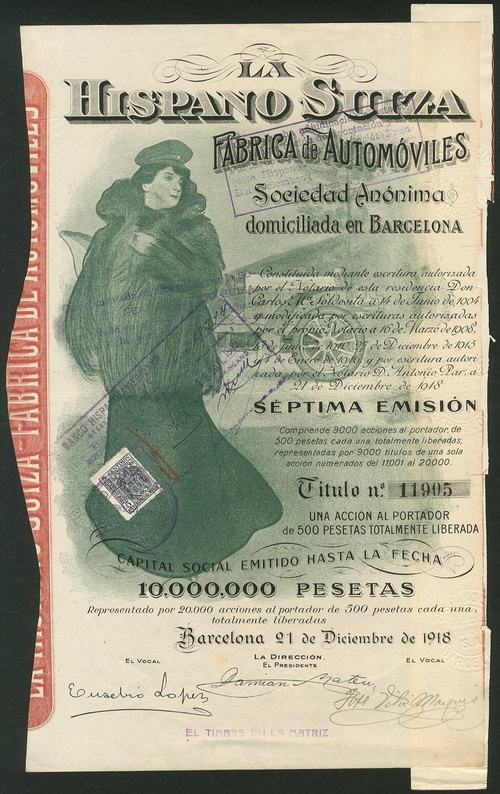 LA
HISPANO SUIZA
FÁBRICA de AUTOMÓVILES
Sociedad Anónima
domiciliada en BARCELONA
Constituída mediante escritura autorizada
por el Notario de esta residencia Don
Carlos Mª Soldevila a 14 de Junio de 1904
y modificada por escrituras autorizadas
por el propio Notario a 16 de Marzo de 1908,
de Diciembre de 1915
de Enero de y por escritura autori
zada por el Notario D. Antonio Par, a
21 de Diciembre de 1918
SÉPTIMA EMISIÓN
Comprende 9000 acciones al portador de
500 pesetas cada una, totalmente liberadas,
representadas por 9000 títulos de una sola
acción numerados del 11001 al 20.000.
Título n.º 11905
UNA ACCIÓN AL PORTADOR
de 500 PESETAS TOTALMENTE LIBERADA
CAPITAL SOCIAL EMITIDO HASTA LA FECHA
10,000,000 PESETAS
Representado por 20.000 acciones al portador de 500 pesetas cada una,
totalmente liberadas
Barcelona 21 de Diciembre de 1918
EL VOCAL
LA DIRECCIÓN,
EL PRESIDENTE
EL VOCAL
Eusebio Lopez
Damian Mateu
EL TIMBRE EN LA MATRIZ
SUIZA-FÁBRICA DE AUTOMÓVILES
BANCO HISP